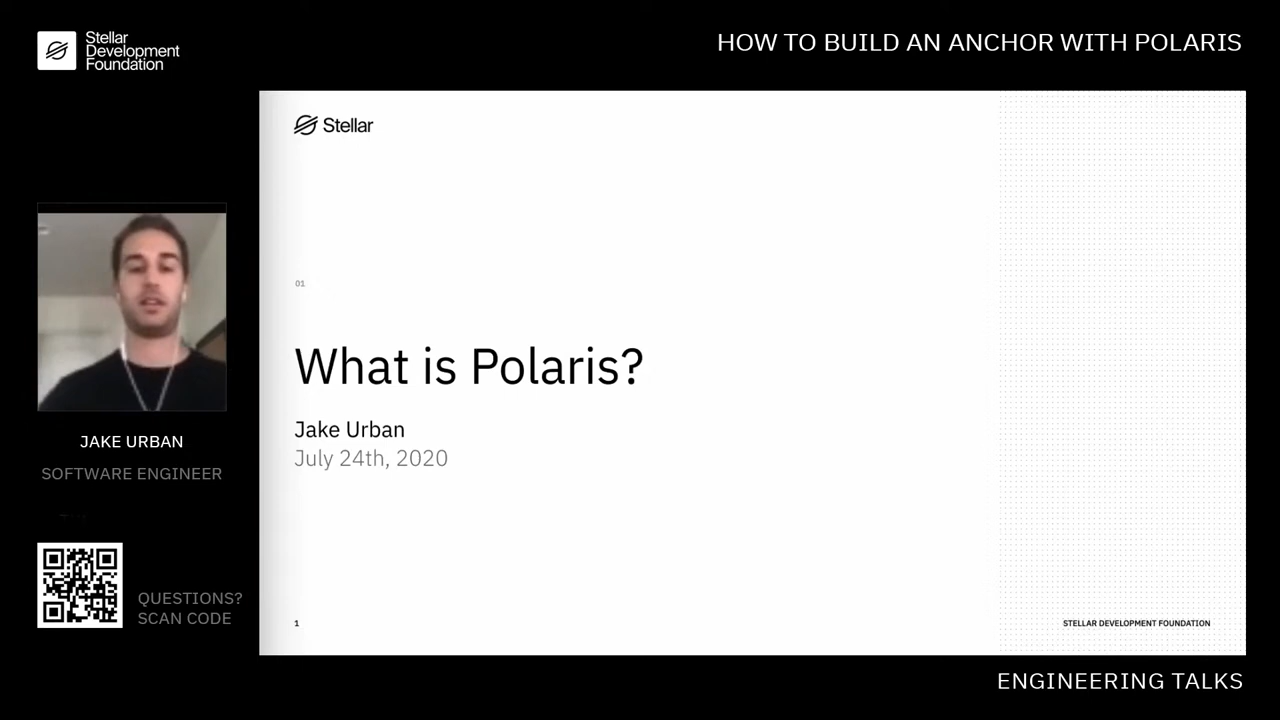 Stellar
Development
Foundation
HOW TO BUILD AN ANCHOR WITH POLARIS
Stellar
01
What is Polaris?
Jake Urban
July 24th, 2020
JAKE URBAN
SOFTWARE ENGINEER
QUESTIONS?
SCAN CODE
1
STELLAR DEVELOPMENT FOUNDATION
ENGINEERING TALKS